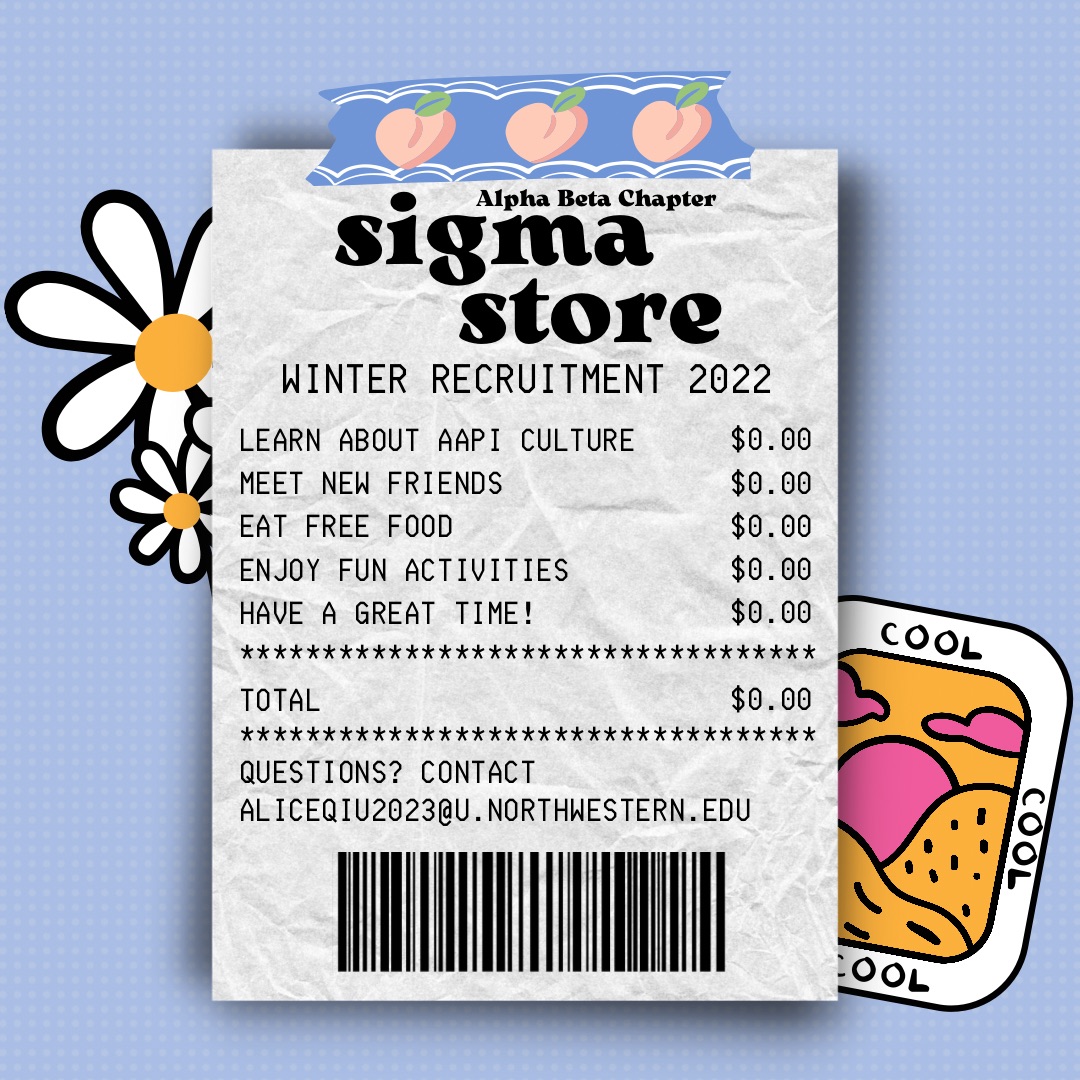 Alpha Beta Chapter
sigma
store
WINTER RECRUITMENT 2022
LEARN ABOUT AAPI CULTURE $0.00
MEET NEW FRIENDS $0.00
EAT FREE FOOD $0.00
ENJOY FUN ACTIVITIES $0.00
HAVE A GREAT TIME! $0.00
***********************************
TOTAL $0.00
***********************************
QUESTIONS? CONTACT
ALICEQIU2023@U.NORTHWESTERN.EDU
COOL
COOL
COOL